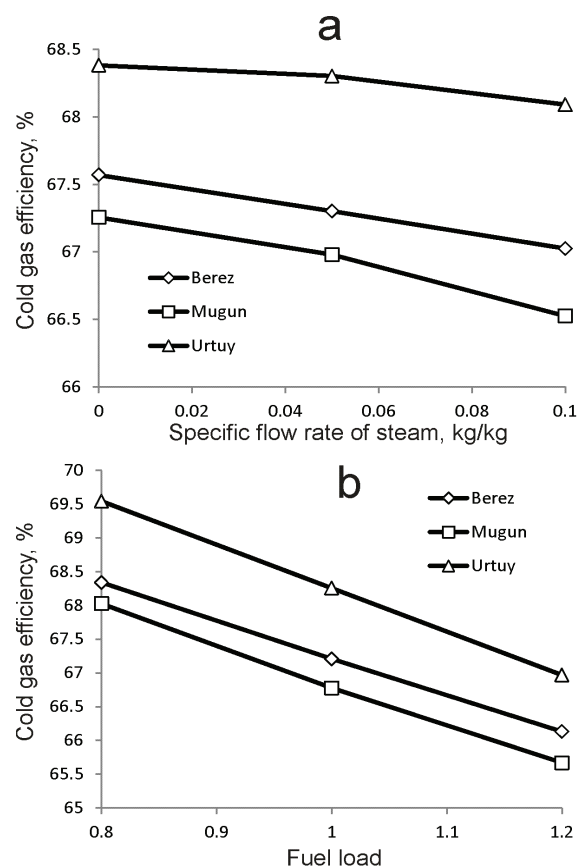 a
68.5
68
67.5
67
66.5
66
Cold gas efficiency, %
Berez
Mugun
Urtuy
0
0.02
0.04
0.06
0.08
0.1
Specific flow rate of steam, kg/kg
b
70
69.5
69
68.5
68
67.5
67
66.5
66
65.5
65
Cold gas efficiency, %
Berez
Mugun
Urtuy
0.8
0.9
1
1.1
1.2
Fuel load